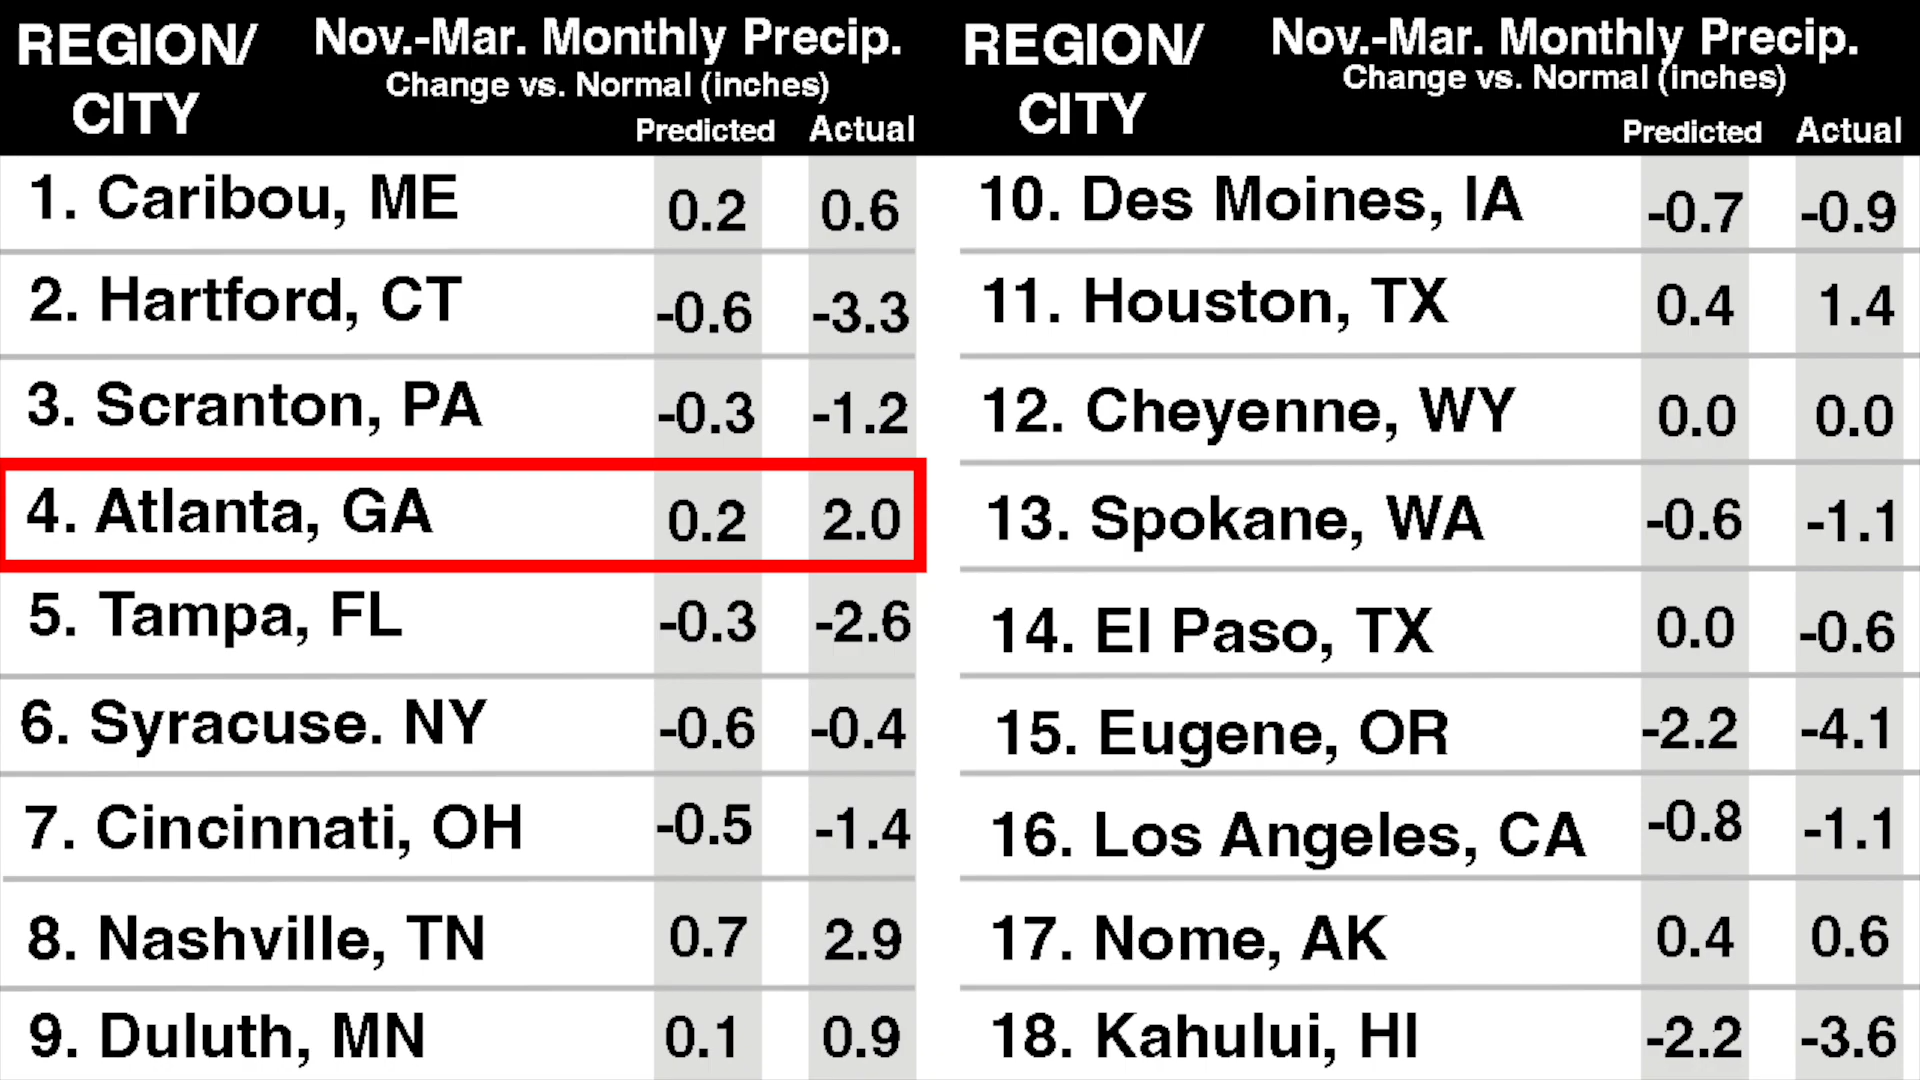 REGION/ CITY
Nov.-Mar. Monthly Precip.
Change vs. Normal (inches)
Predicted Actual
1. Caribou, ME 0.2 0.6
2. Hartford, CT -0.6 -3.3
3. Scranton, PA -0.3 -1.2
4. Atlanta, GA 0.2 2.0
5. Tampa, FL -0.3 -2.6
6. Syracuse. NY -0.6 -0.4
7. Cincinnati, OH -0.5 -1.4
8. Nashville, TN 0.7 2.9
9. Duluth, MN 0.1 0.9
REGION/ CITY
Nov.-Mar. Monthly Precip.
Change vs. Normal (inches)
Predicted Actual
10. Des Moines, IA -0.7 -0.9
11. Houston, TX 0.4 1.4
12. Cheyenne, WY 0.0 0.0
13. Spokane, WA -0.6 -1.1
14. El Paso, TX 0.0 -0.6
15. Eugene, OR -2.2 -4.1
16. Los Angeles, CA -0.8 -1.1
17. Nome, AK 0.4 0.6
18. Kahului, HI -2.2 -3.6